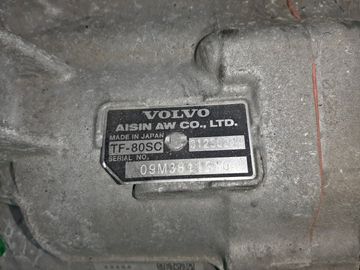 VOLVO
AISIN AW CO., LTD.
MADE IN JAPAN
TF-80SC
SERIAL NO.